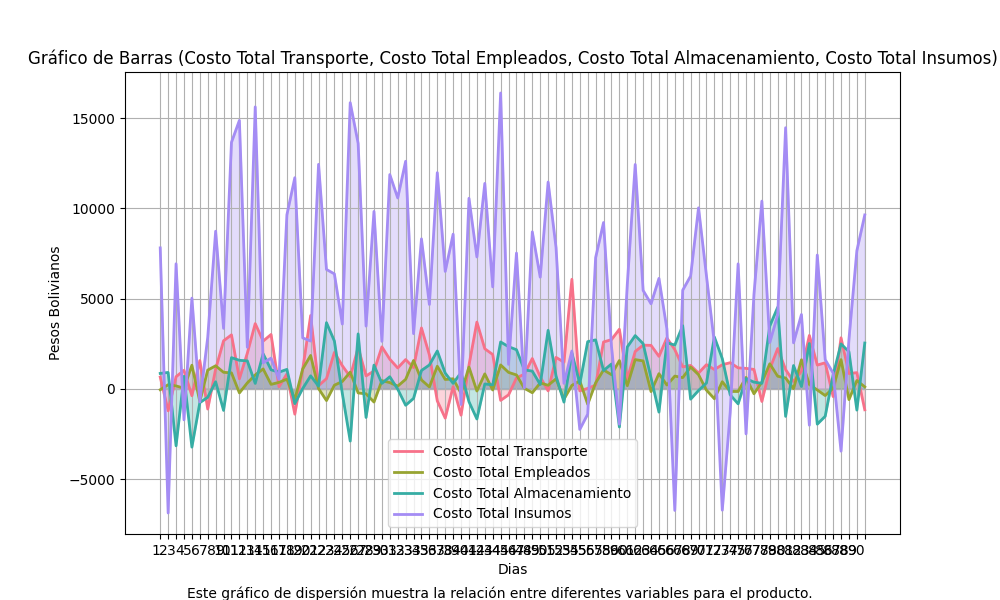 Gráfico de Barras (Costo Total Transporte, Costo Total Empleados, Costo Total Almacenamiento, Costo Total Insumos)
15000
10000
5000
0
−5000
Pesos Bolivianos
Costo Total Transporte
Costo Total Empleados
Costo Total Almacenamiento
Costo Total Insumos
Dias
Este gráfico de dispersión muestra la relación entre diferentes variables para el producto.